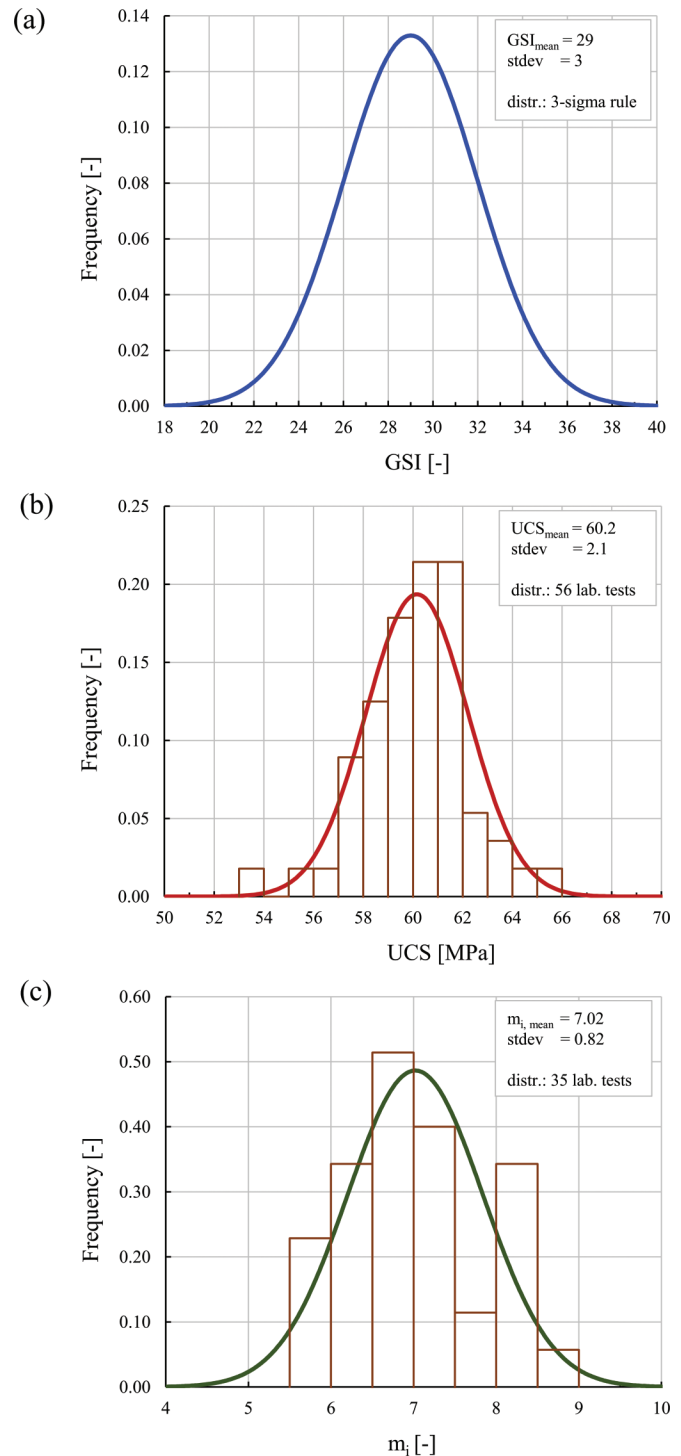 (a)
0.14
0.12
0.10
0.08
0.06
0.04
0.02
0.00
Frequency [-]
GSImean = 29
stdev = 3
distr.: 3-sigma rule
18 20 22 24 26 28 30 32 34 36 38 40
GSI [-]
(b)
0.25
0.20
0.15
0.10
0.05
0.00
Frequency [-]
UCSmean = 60.2
stdev = 2.1
distr.: 56 lab. tests
50 52 54 56 58 60 62 64 66 68 70
UCS [MPa]
(c)
0.60
0.50
0.40
0.30
0.20
0.10
0.00
Frequency [-]
mi, mean = 7.02
stdev = 0.82
distr.: 35 lab. tests
4 5 6 7 8 9 10
mi [-]